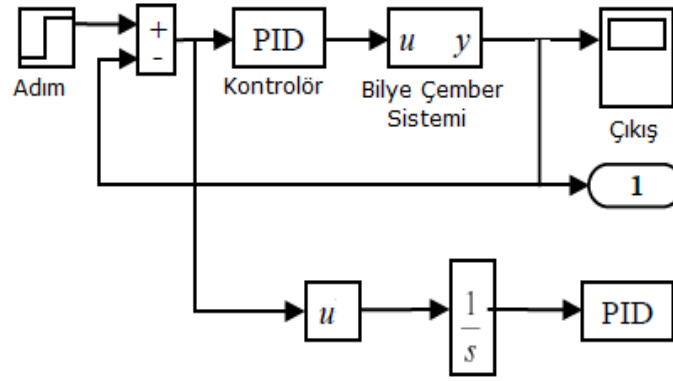 +
-
PID
u y
Adım
Kontrolör
Bilye Çember
Sistemi
Çıkış
1
u
1
s
PID